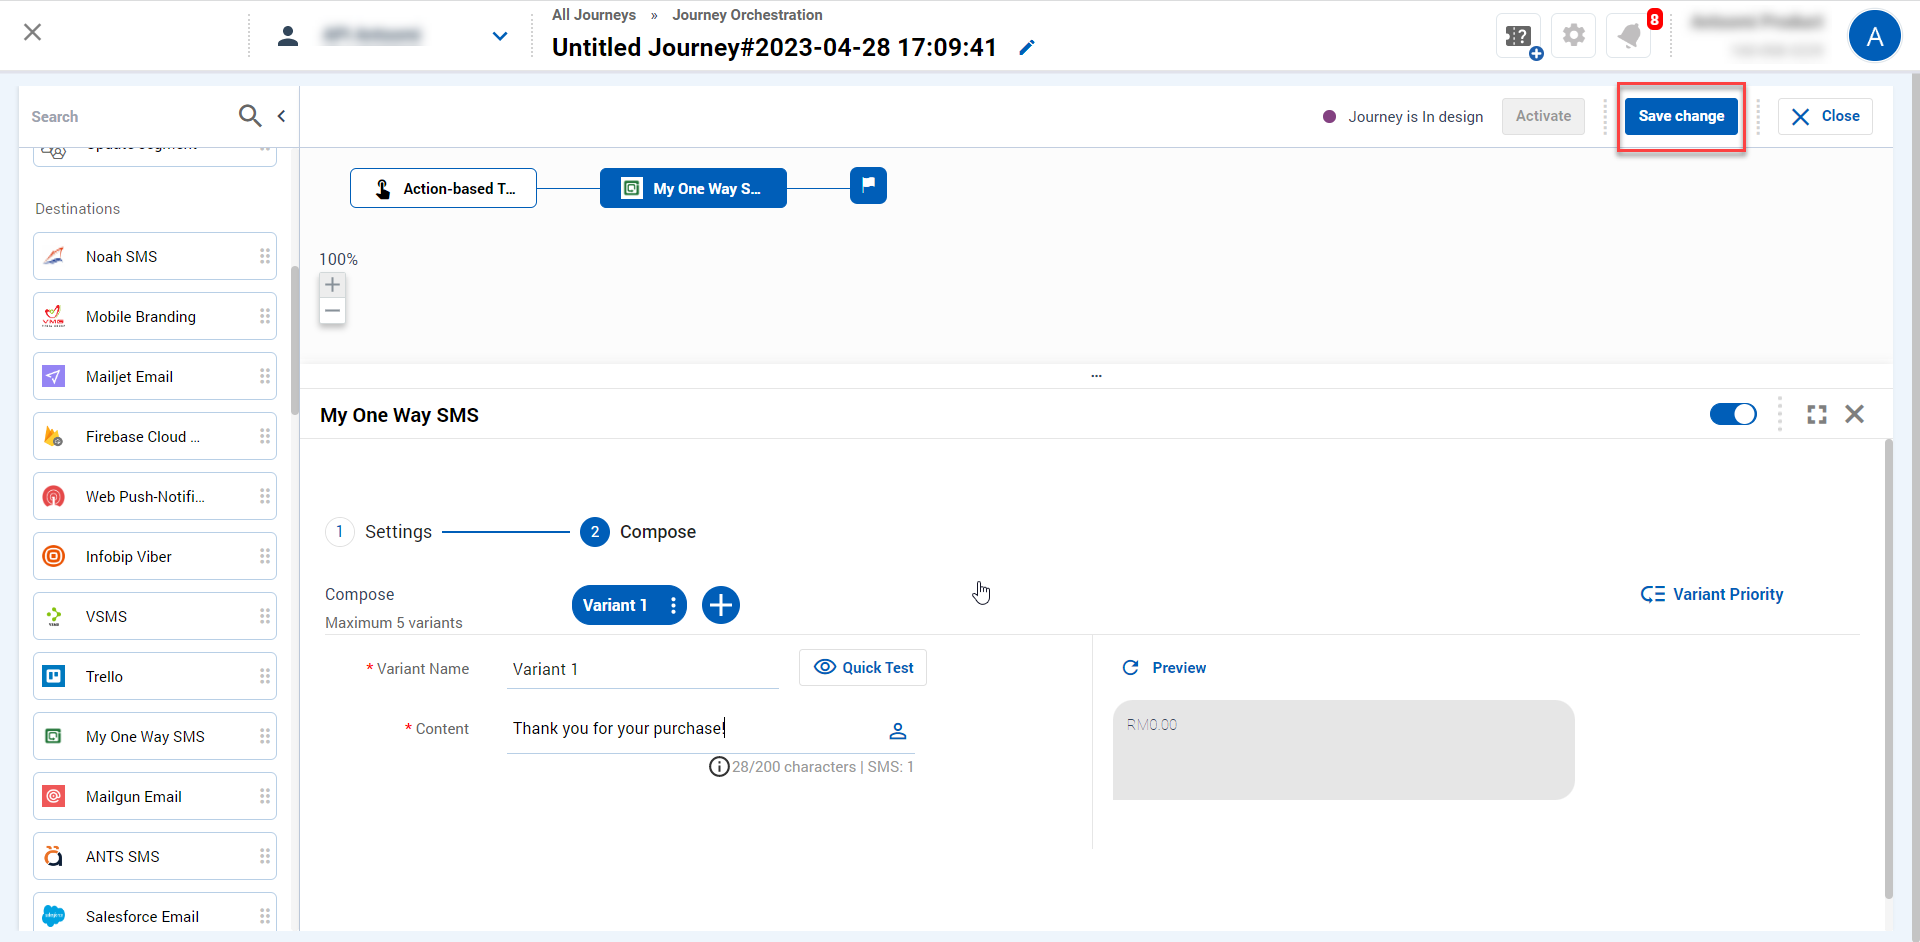 All Journeys » Journey Orchestration
Untitled Journey#2023-04-28 17:09:41
8
A
Search
Journey is In design
Activate
Save change
Close
Update segment
Action-based T...
My One Way S...
Destinations
100%
Noah SMS
VMG
Mobile Branding
Mailjet Email
Firebase Cloud ...
Web Push-Notifi...
Infobip Viber
VSMS
Trello
My One Way SMS
Mailgun Email
ANTS SMS
Salesforce Email
...
My One Way SMS
1 Settings
2 Compose
Compose
Maximum 5 variants
Variant 1
Variant Priority
* Variant Name
Variant 1
Quick Test
Preview
* Content
Thank you for your purchase!
RM0.00
28/200 characters | SMS: 1